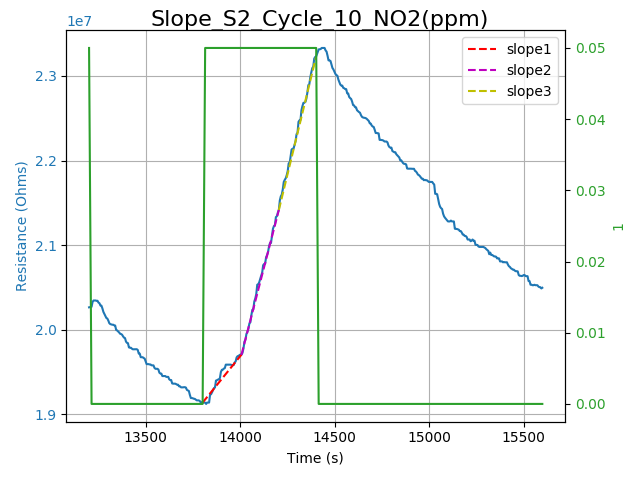 Slope_S2_Cycle_10_NO2(ppm)
1e7
slope1
slope2
slope3
2.3
2.2
2.1
2.0
1.9
Resistance (Ohms)
0.05
0.04
0.03
0.02
0.01
0.00
1
13500 14000 14500 15000 15500
Time (s)